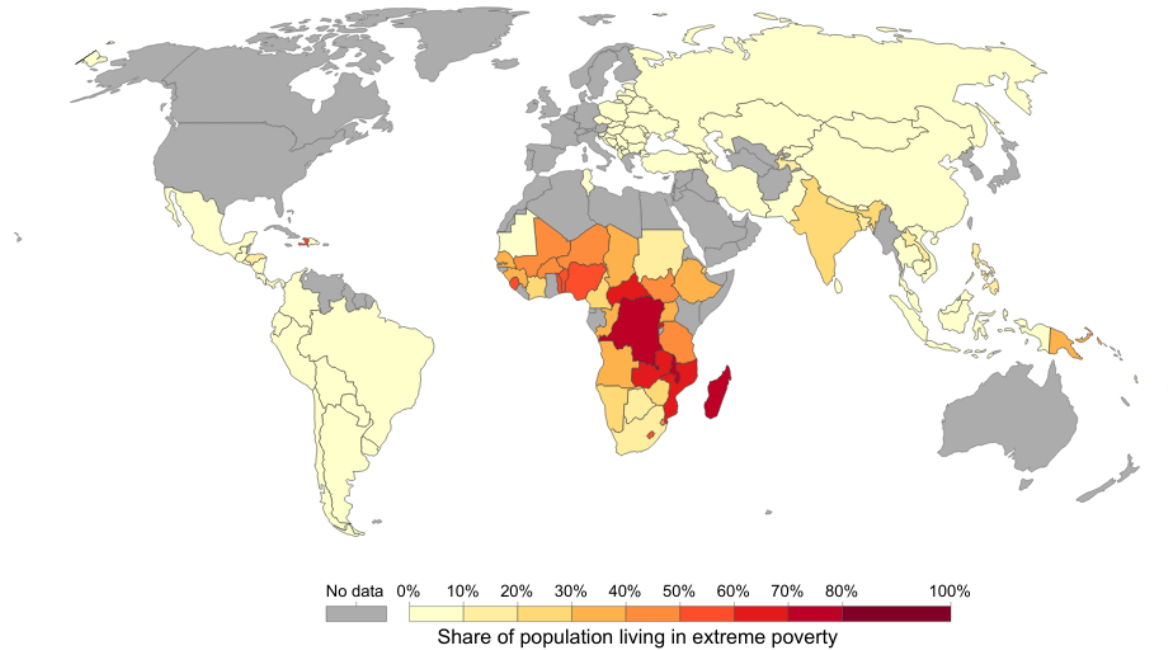 No data 0% 10% 20% 30% 40% 50% 60% 70% 80% 100%
Share of population living in extreme poverty